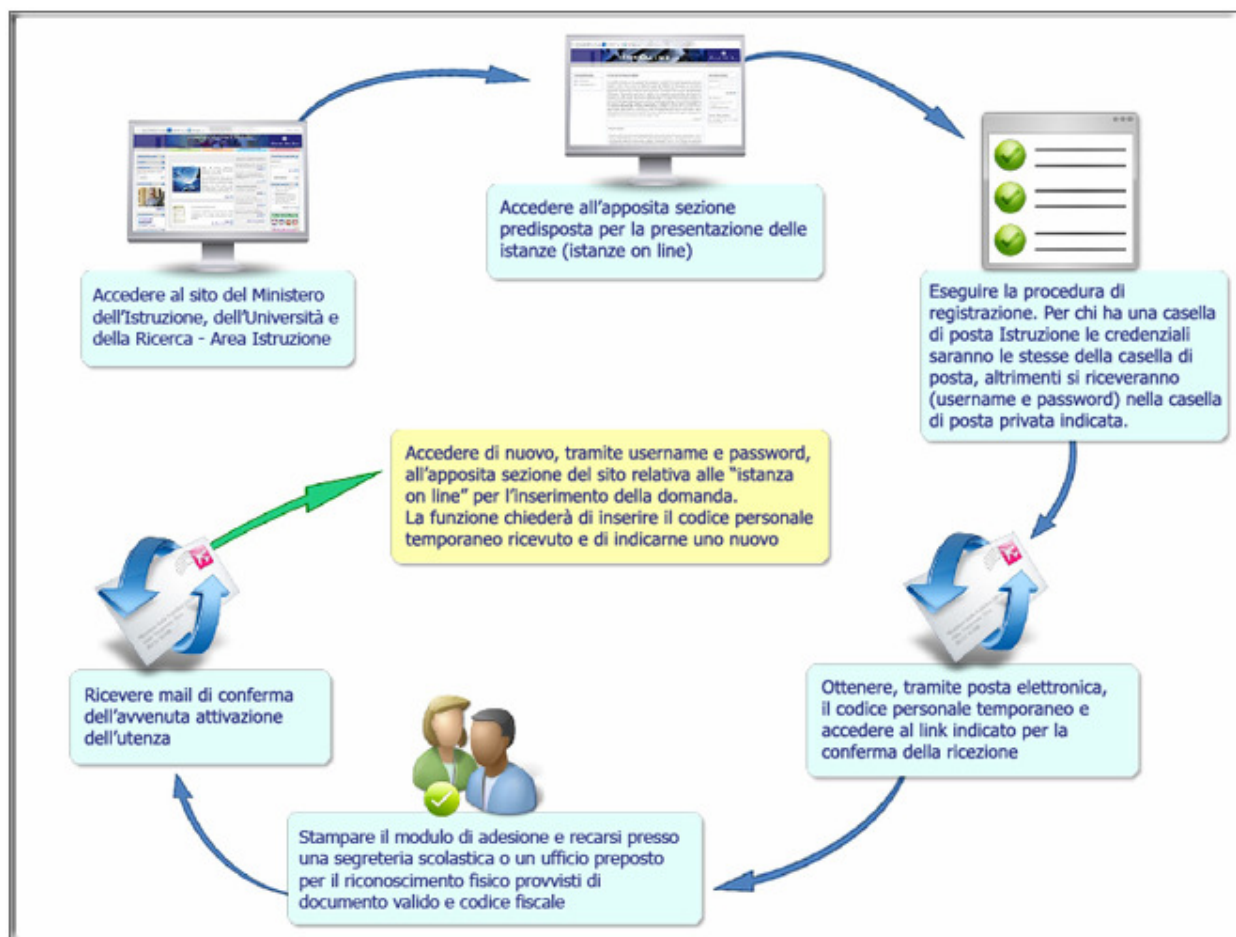 Accedere al sito del Ministero
dell'Istruzione, dell'Università e
della Ricerca - Area Istruzione
Accedere all'apposita sezione
predisposta per la presentazione delle
istanze (istanze on line)
Eseguire la procedura di
registrazione. Per chi ha una casella
di posta Istruzione le credenziali
saranno le stesse della casella di
posta, altrimenti si riceveranno
(username e password) nella casella
di posta privata indicata.
Ottenere, tramite posta elettronica,
il codice personale temporaneo e
accedere al link indicato per la
conferma della ricezione
Stampare il modulo di adesione e recarsi presso
una segreteria scolastica o un ufficio preposto
per il riconoscimento fisico provvisti di
documento valido e codice fiscale
Ricevere mail di conferma
dell'avvenuta attivazione
dell'utenza
Accedere di nuovo, tramite username e password,
all'apposita sezione del sito relativa alle "istanza
on line" per l'inserimento della domanda.
La funzione chiederà di inserire il codice personale
temporaneo ricevuto e di indicarne uno nuovo